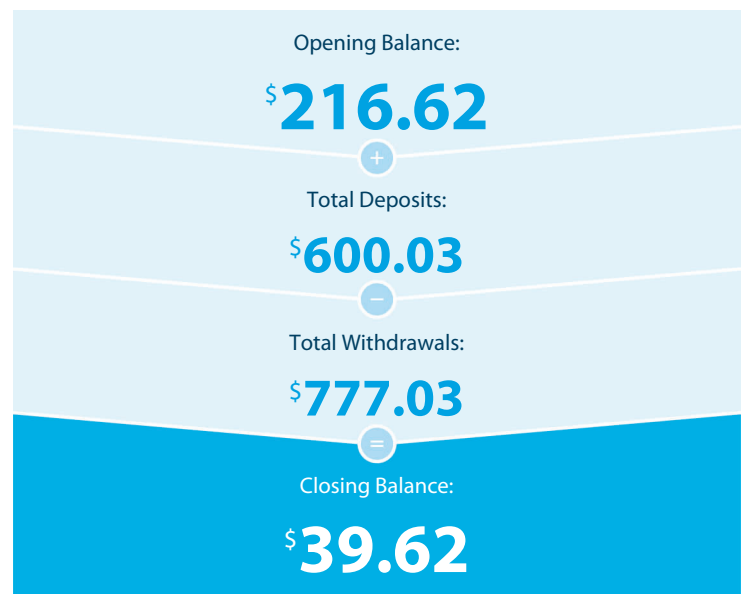 Opening Balance:
$216.62
+
Total Deposits:
$600.03
−
Total Withdrawals:
$777.03
=
Closing Balance:
$39.62